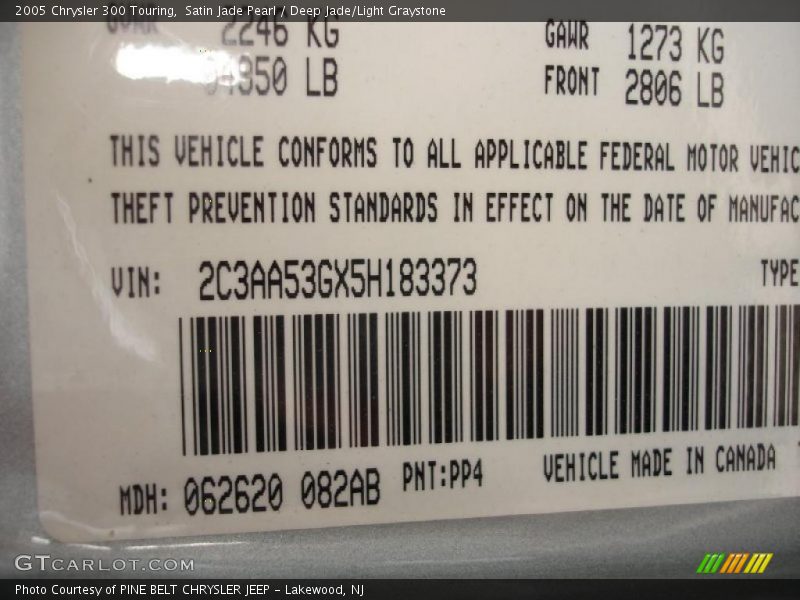 2005 Chrysler 300 Touring, Satin Jade Pearl / Deep Jade/Light Graystone
2246 KG
GAWR 1273 KG
LB
FRONT 2806 LB
THIS VEHICLE CONFORMS TO ALL APPLICABLE FEDERAL MOTOR VEHIC
THEFT PREVENTION STANDARDS IN EFFECT ON THE DATE OF MANUFAC
VIN: 2C3AA53GX5H183373 TYPE
MDH: 062620 082AB PNT:PP4 VEHICLE MADE IN CANADA
GTCARLOT.COM
Photo Courtesy of PINE BELT CHRYSLER JEEP - Lakewood, NJ